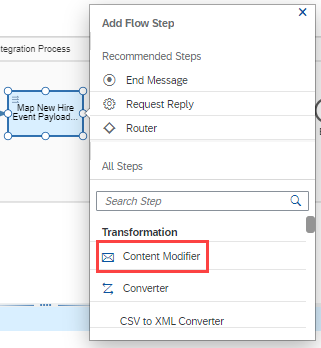 Add Flow Step
Recommended Steps
ntegration Process
End Message
Map New Hire
Event Payload...
Request Reply
Router
All Steps
Search Step
Transformation
Content Modifier
Converter
CSV to XML Converter